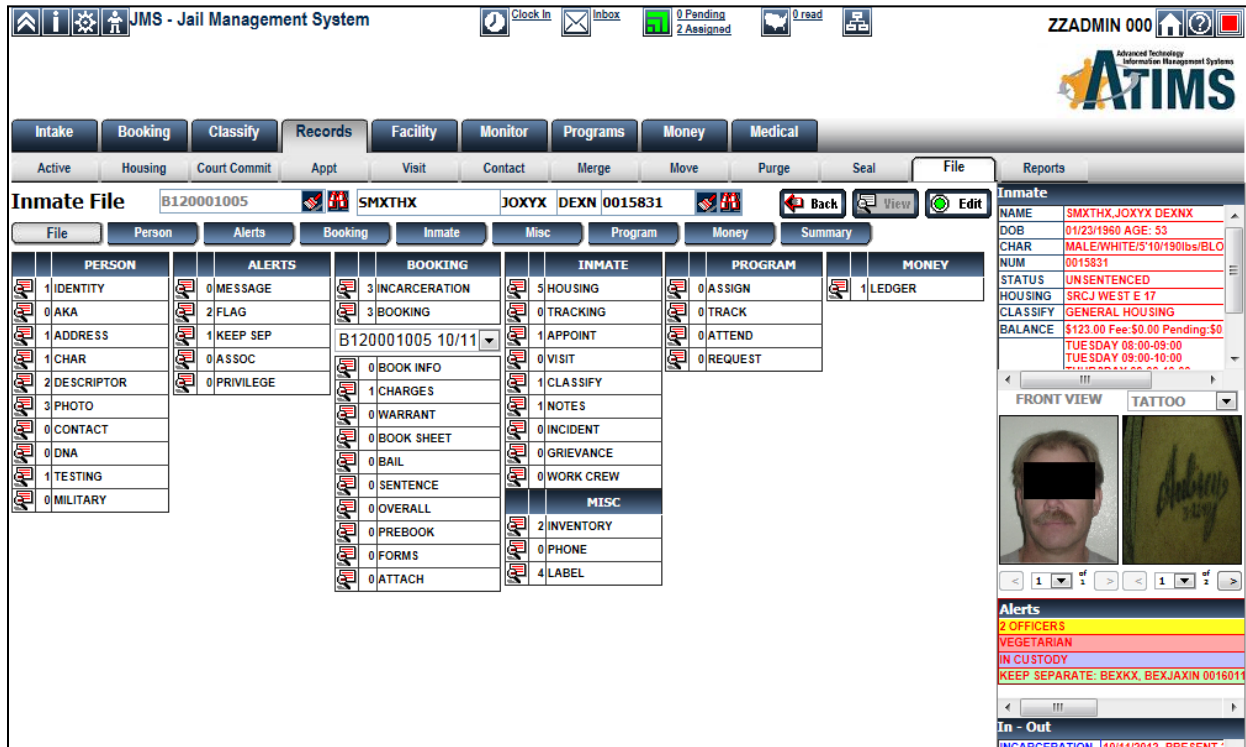 JMS - Jail Management System
Clock In
Inbox
0 Pending
2 Assigned
0 read
ZZADMIN 000
Advanced Technology
Information Management Systems
ATIMS
Intake Booking Classify Records Facility Monitor Programs Money Medical
Active Housing Court Commit Appt Visit Contact Merge Move Purge Seal File Reports
Inmate File B120001005 SMXTHX JOXYX DEXN 0015831 Back View Edit
File Person Alerts Booking Inmate Misc Program Money Summary
PERSON
1 IDENTITY
0 AKA
1 ADDRESS
1 CHAR
2 DESCRIPTOR
3 PHOTO
0 CONTACT
0 DNA
1 TESTING
0 MILITARY
ALERTS
0 MESSAGE
2 FLAG
1 KEEP SEP
0 ASSOC
0 PRIVILEGE
BOOKING
3 INCARCERATION
3 BOOKING
B120001005 10/11
0 BOOK INFO
1 CHARGES
0 WARRANT
0 BOOK SHEET
0 BAIL
0 SENTENCE
0 OVERALL
0 PREBOOK
0 FORMS
0 ATTACH
INMATE
5 HOUSING
0 TRACKING
1 APPOINT
0 VISIT
1 CLASSIFY
1 NOTES
0 INCIDENT
0 GRIEVANCE
0 WORK CREW
MISC
2 INVENTORY
0 PHONE
4 LABEL
PROGRAM
0 ASSIGN
0 TRACK
0 ATTEND
0 REQUEST
MONEY
1 LEDGER
Inmate
NAME SMXTHX,JOXYX DEXNX
DOB 01/23/1960 AGE: 53
CHAR MALE/WHITE/5'10/190lbs/BLO
NUM 0015831
STATUS UNSENTENCED
HOUSING SRCJ WEST E 17
CLASSIFY GENERAL HOUSING
BALANCE $123.00 Fee:$0.00 Pending:$0
TUESDAY 08:00-09:00
TUESDAY 09:00-10:00
FRONT VIEW TATTOO
< 1 of 1 > < 1 of 2 >
Alerts
2 OFFICERS
VEGETARIAN
IN CUSTODY
KEEP SEPARATE: BEXKX, BEXJAXIN 0016011
In - Out
INCARCERATION 10/11/2012 PRESENT